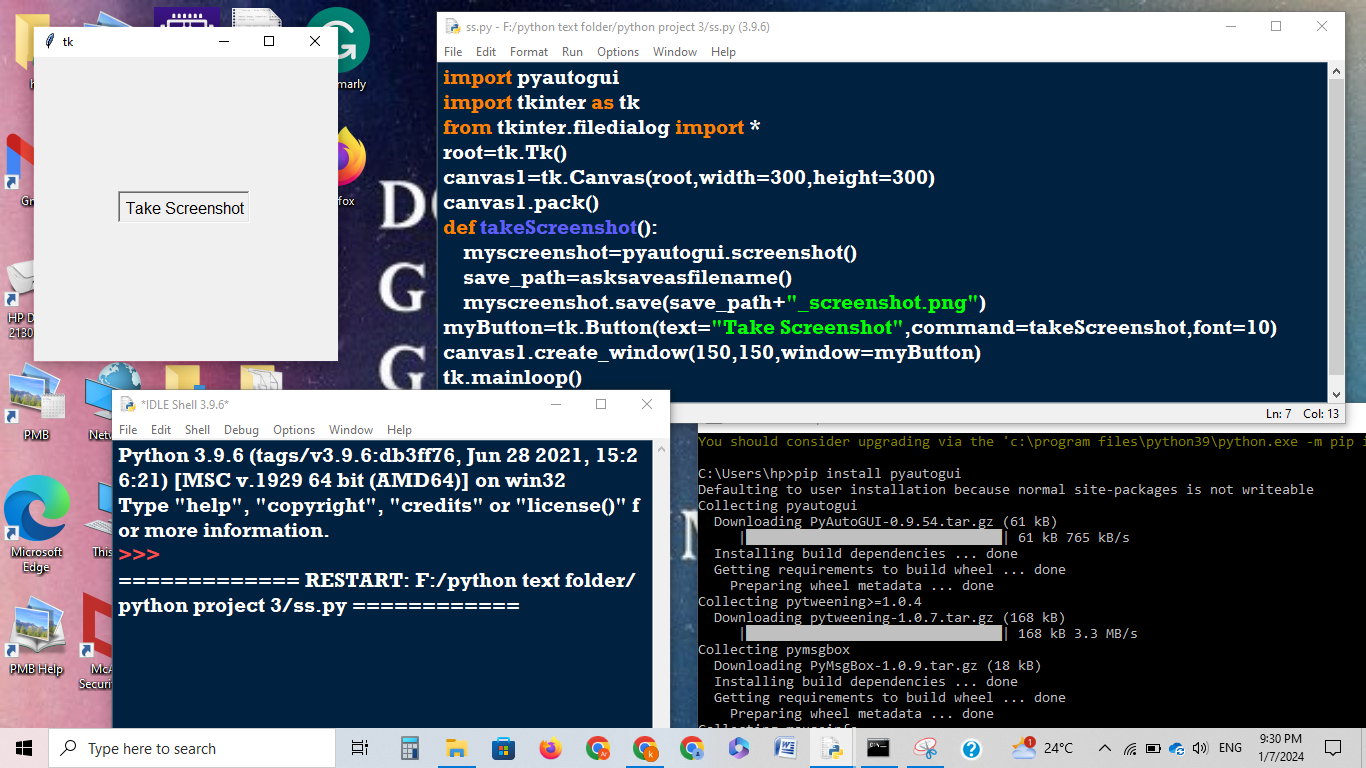 tk
Take Screenshot
marly
fox
Gr
HP D
2130
PMB
Netw
Microsoft
Edge
This
PMB Help
McA
Securi
D
G
G
ss.py - F:/python text folder/python project 3/ss.py (3.9.6)
File Edit Format Run Options Window Help
import pyautogui
import tkinter as tk
from tkinter.filedialog import *
root=tk.Tk()
canvas1=tk.Canvas(root,width=300,height=300)
canvas1.pack()
def takeScreenshot():
    myscreenshot=pyautogui.screenshot()
    save_path=asksaveasfilename()
    myscreenshot.save(save_path+"_screenshot.png")
myButton=tk.Button(text="Take Screenshot",command=takeScreenshot,font=10)
canvas1.create_window(150,150,window=myButton)
tk.mainloop()
Ln: 7 Col: 13
*IDLE Shell 3.9.6*
File Edit Shell Debug Options Window Help
Python 3.9.6 (tags/v3.9.6:db3ff76, Jun 28 2021, 15:2
6:21) [MSC v.1929 64 bit (AMD64)] on win32
Type "help", "copyright", "credits" or "license()" f
or more information.
>>>
============= RESTART: F:/python text folder/
python project 3/ss.py ============
You should consider upgrading via the 'c:\program files\python39\python.exe -m pip i
C:\Users\hp>pip install pyautogui
Defaulting to user installation because normal site-packages is not writeable
Collecting pyautogui
  Downloading PyAutoGUI-0.9.54.tar.gz (61 kB)
     | | 61 kB 765 kB/s
  Installing build dependencies ... done
  Getting requirements to build wheel ... done
    Preparing wheel metadata ... done
Collecting pytweening>=1.0.4
  Downloading pytweening-1.0.7.tar.gz (168 kB)
     | | 168 kB 3.3 MB/s
Collecting pymsgbox
  Downloading PyMsgBox-1.0.9.tar.gz (18 kB)
  Installing build dependencies ... done
  Getting requirements to build wheel ... done
    Preparing wheel metadata ... done
Type here to search
24°C
ENG
9:30 PM
1/7/2024